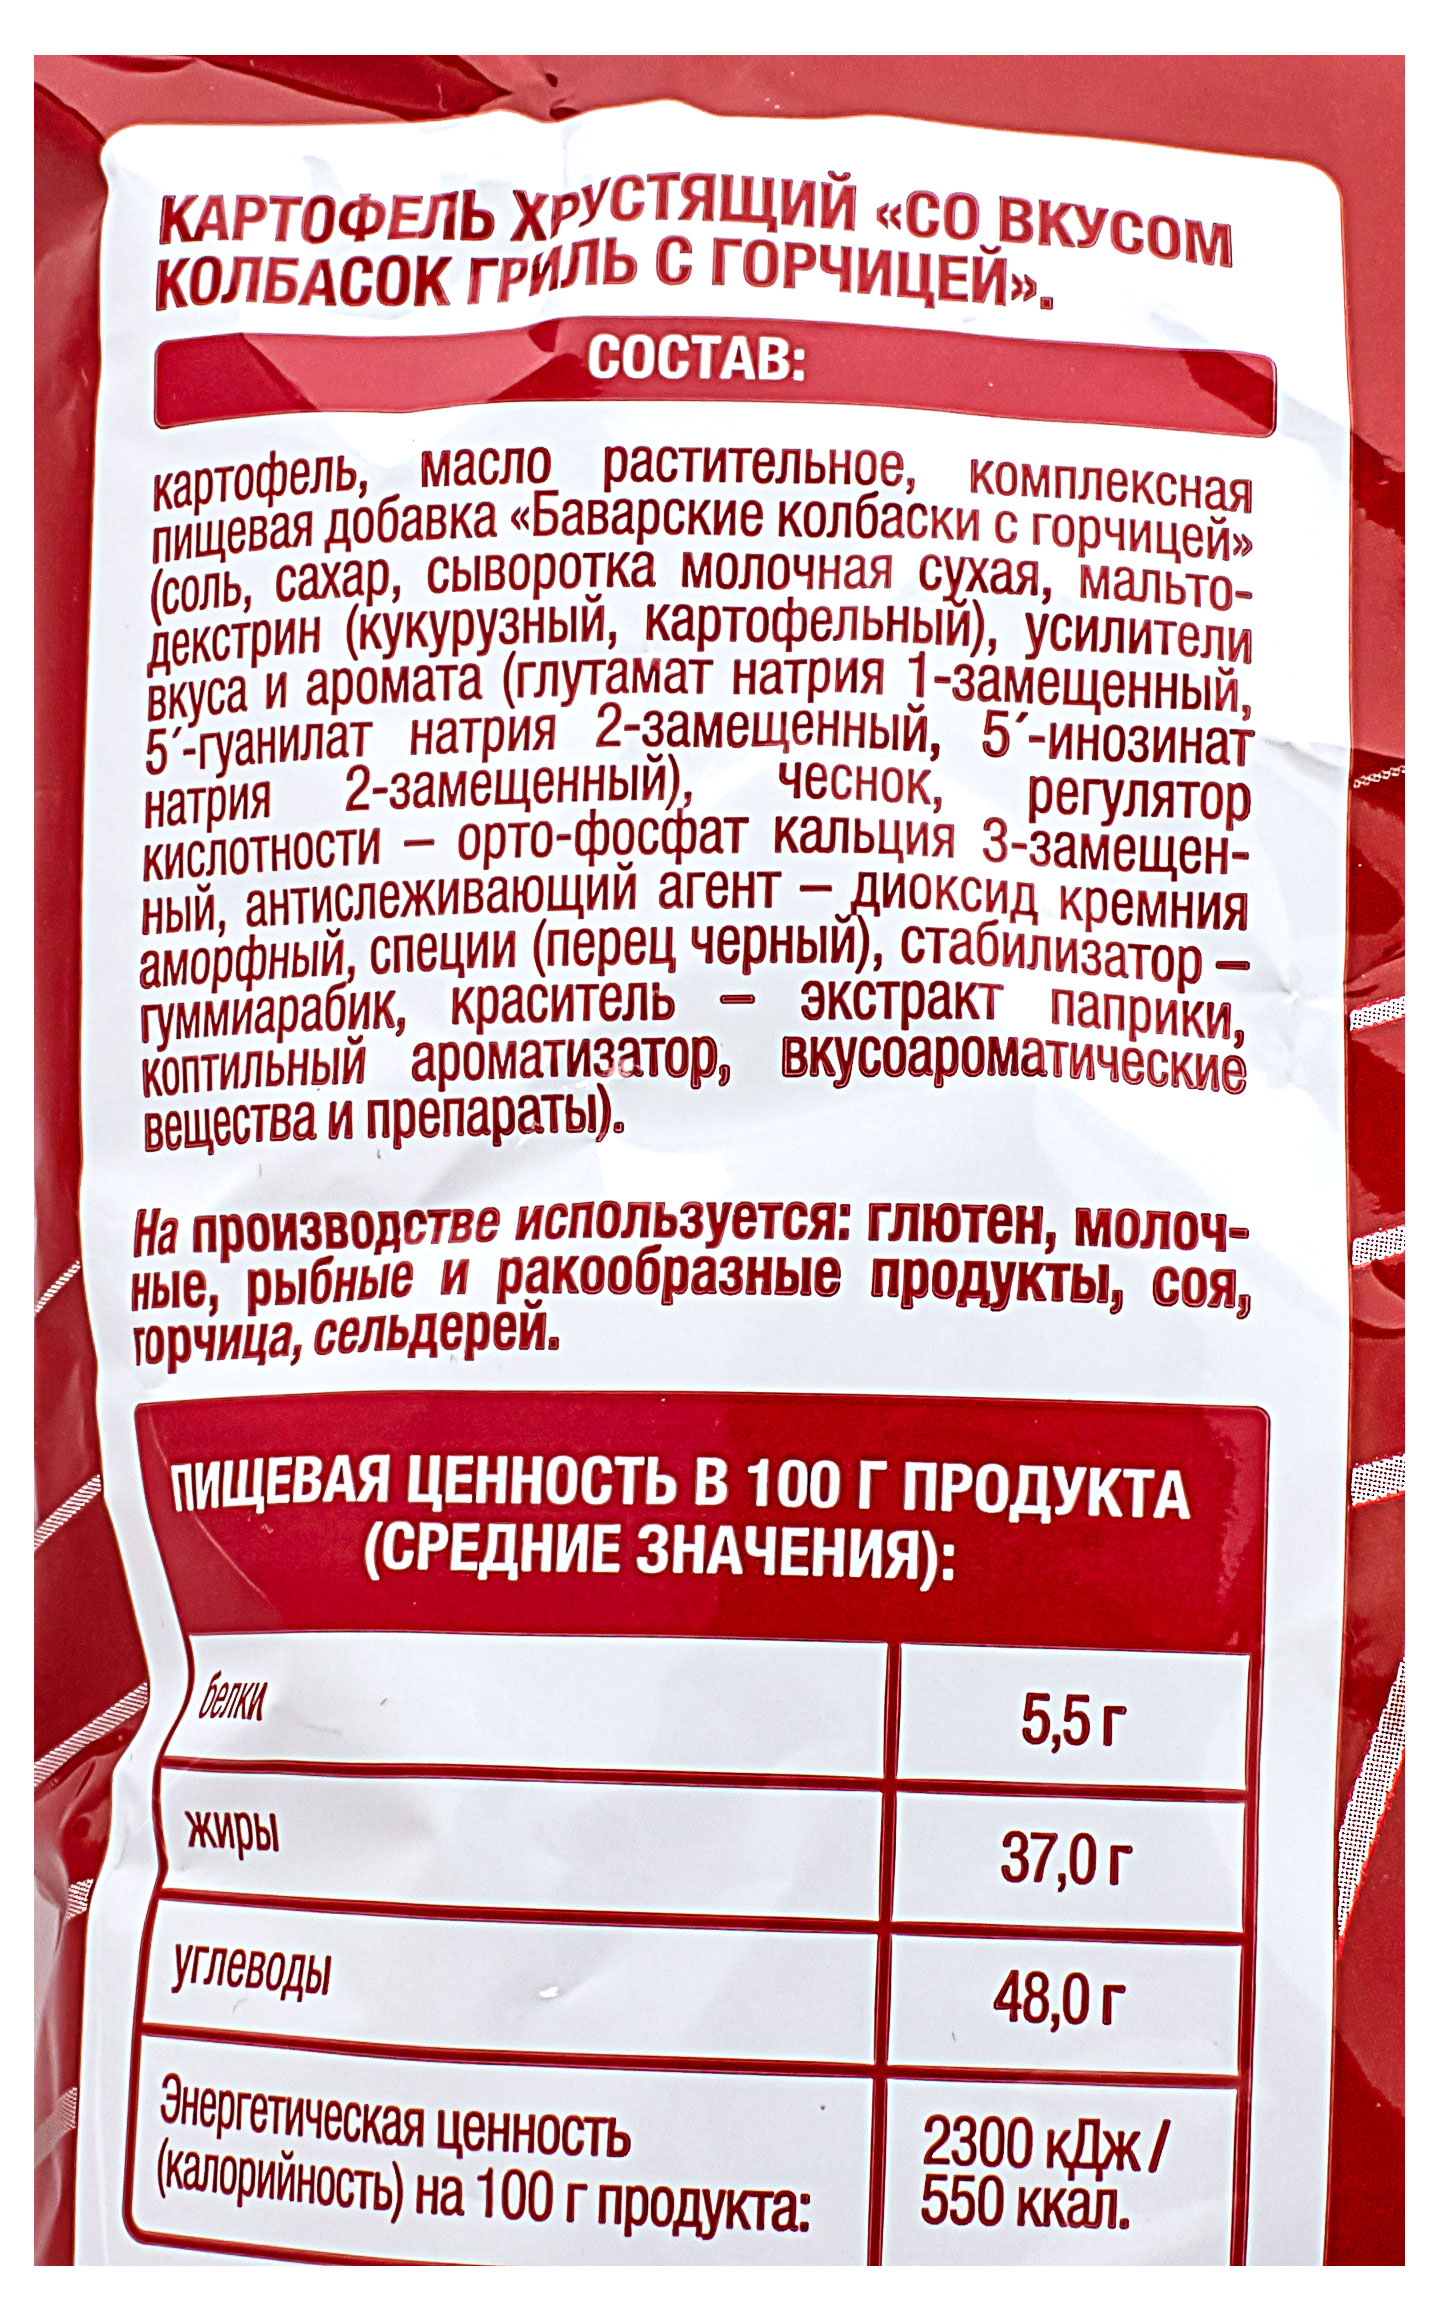 КАРТОФЕЛЬ ХРУСТЯЩИЙ «СО ВКУСОМ
КОЛБАСОК ГРИЛЬ С ГОРЧИЦЕЙ».
СОСТАВ:
картофель, масло растительное, комплексная
пищевая добавка «Баварские колбаски с горчицей»
(соль, сахар, сыворотка молочная сухая, мальто-
декстрин (кукурузный, картофельный), усилители
вкуса и аромата (глутамат натрия 1-замещенный,
5´-гуанилат натрия 2-замещенный, 5´-инозинат
натрия 2-замещенный), чеснок, регулятор
кислотности – орто-фосфат кальция 3-замещен-
ный, антислеживающий агент – диоксид кремния
аморфный, специи (перец черный), стабилизатор –
гуммиарабик, краситель – экстракт паприки,
коптильный ароматизатор, вкусоароматические
вещества и препараты).
На производстве используется: глютен, молоч-
ные, рыбные и ракообразные продукты, соя,
горчица, сельдерей.
ПИЩЕВАЯ ЦЕННОСТЬ В 100 Г ПРОДУКТА
(СРЕДНИЕ ЗНАЧЕНИЯ):
белки 5,5 г
жиры 37,0 г
углеводы 48,0 г
Энергетическая ценность 2300 кДж /
(калорийность) на 100 г продукта: 550 ккал.